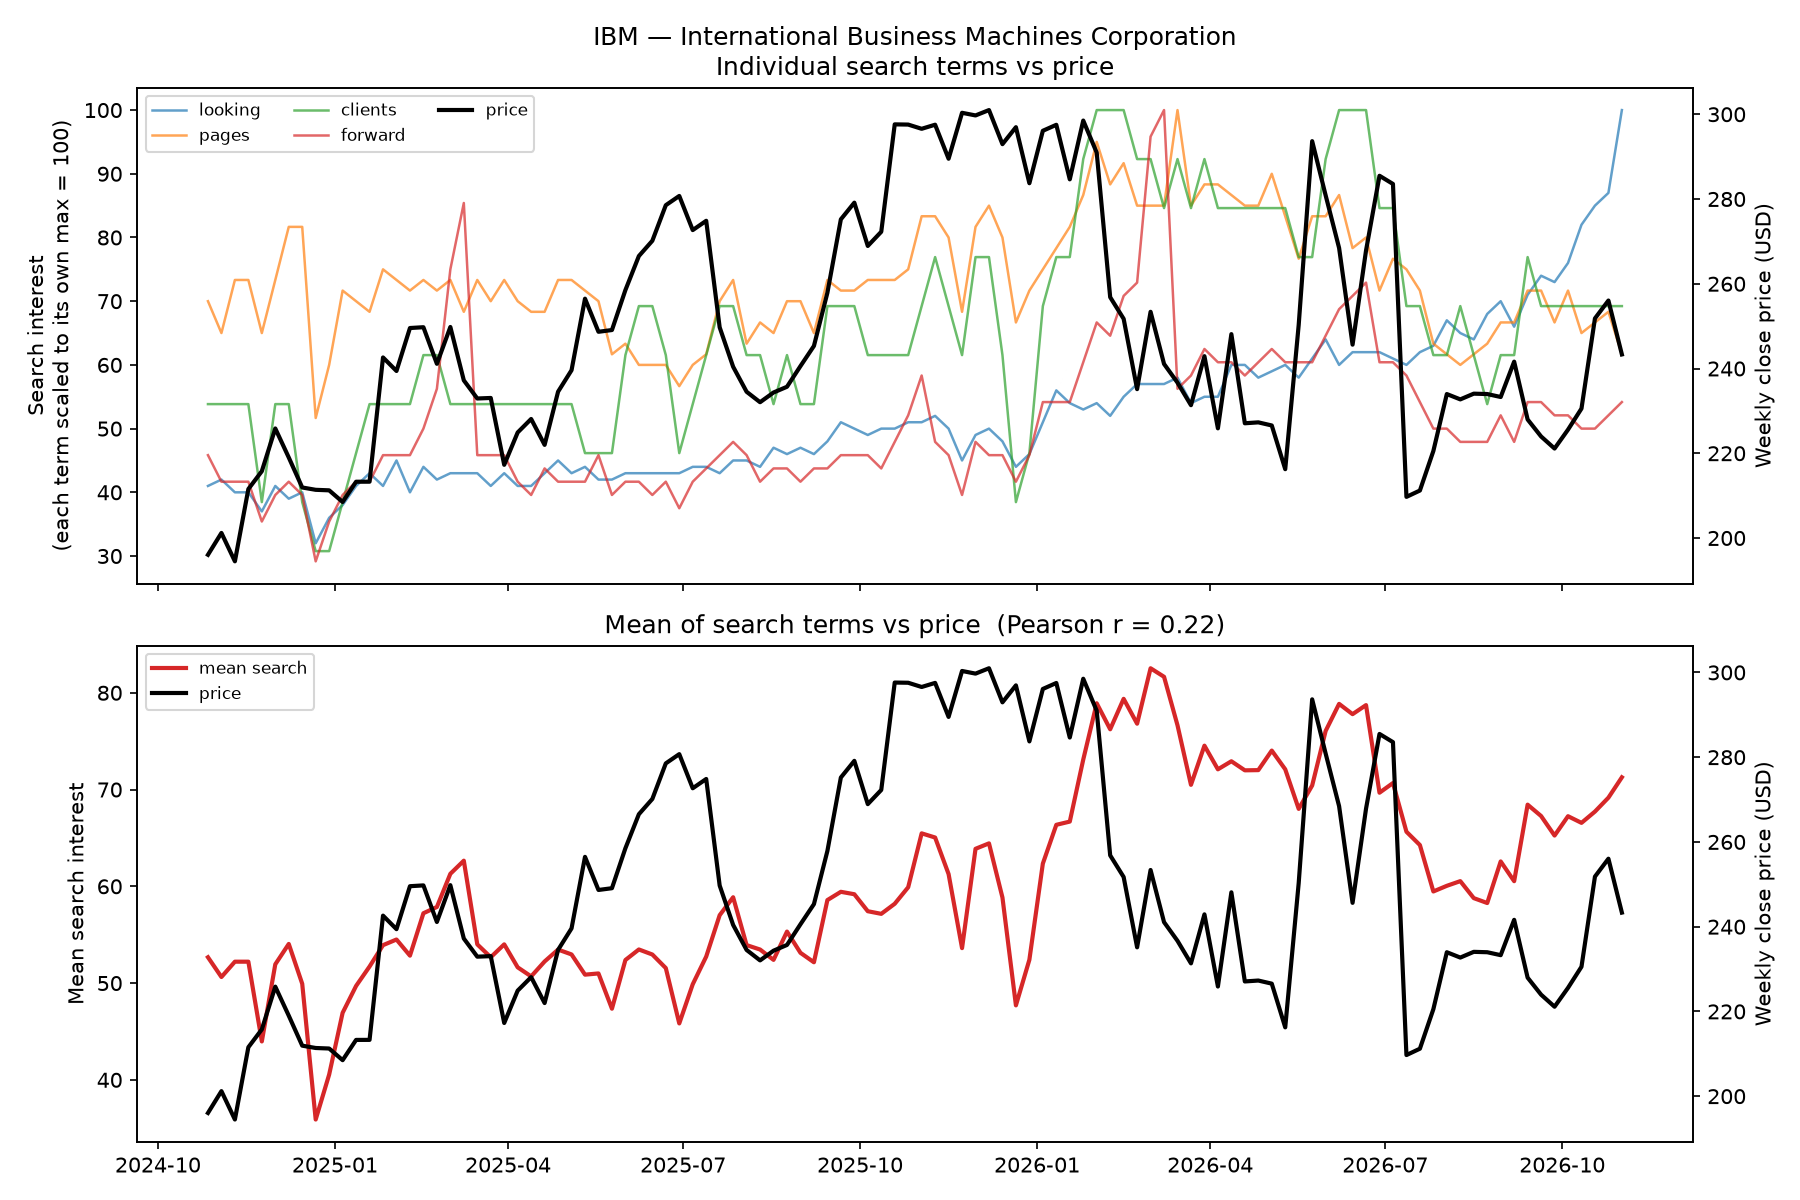 IBM — International Business Machines Corporation
Individual search terms vs price
looking
pages
clients
forward
price
Search interest
(each term scaled to its own max = 100)
100
90
80
70
60
50
40
30
300
280
260
240
220
200
Weekly close price (USD)
Mean of search terms vs price (Pearson r = 0.22)
mean search
price
Mean search interest
80
70
60
50
40
300
280
260
240
220
200
Weekly close price (USD)
2024-10 2025-01 2025-04 2025-07 2025-10 2026-01 2026-04 2026-07 2026-10